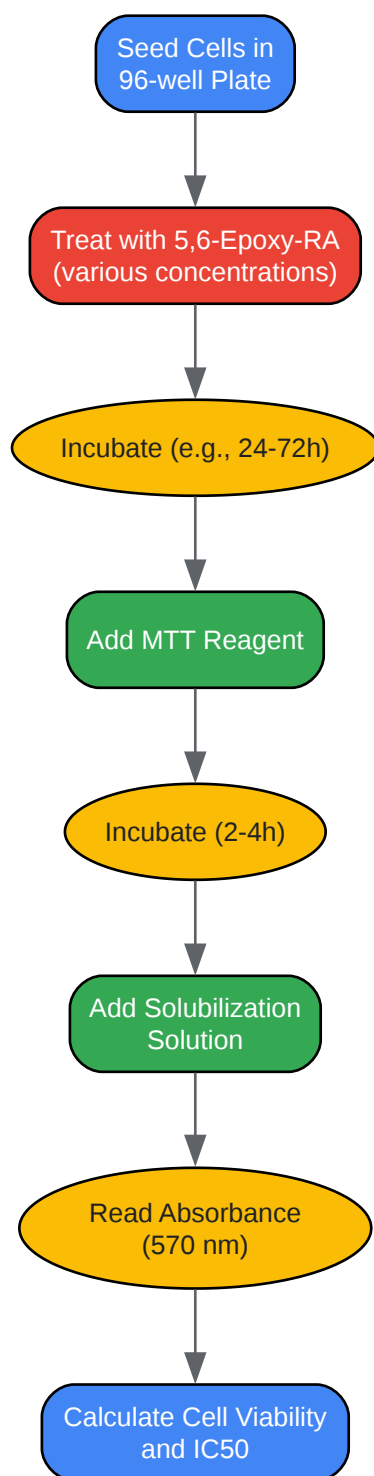 Seed Cells in
96-well Plate
Treat with 5,6-Epoxy-RA
(various concentrations)
Incubate (e.g., 24-72h)
Add MTT Reagent
Incubate (2-4h)
Add Solubilization
Solution
Read Absorbance
(570 nm)
Calculate Cell Viability
and IC50